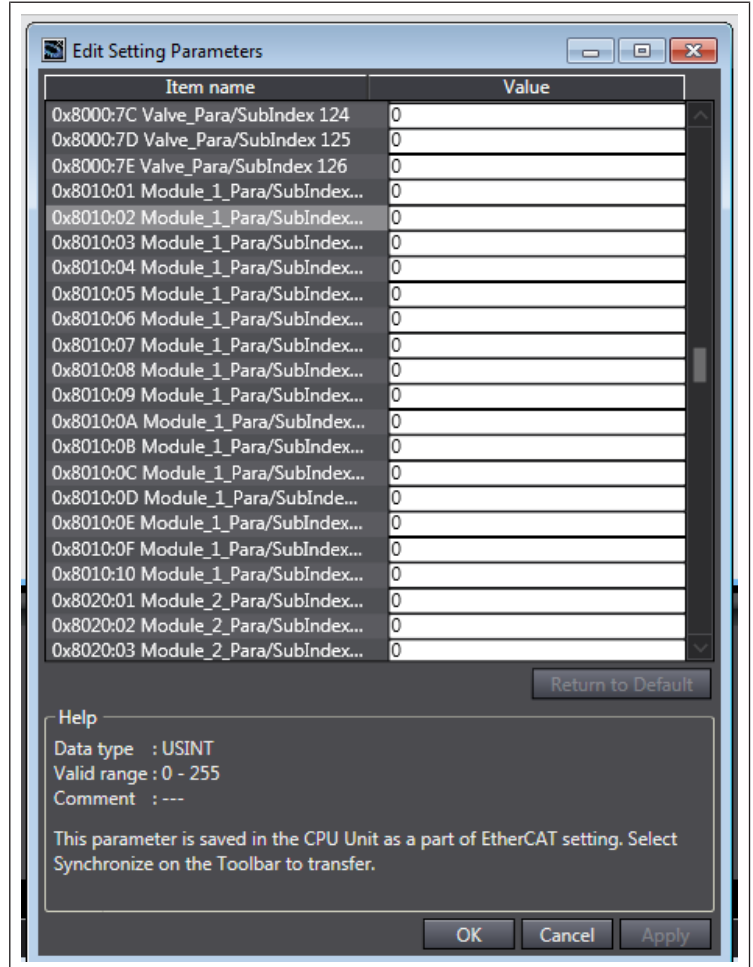 Edit Setting Parameters
Item name Value
0x8000:7C Valve_Para/SubIndex 124 0
0x8000:7D Valve_Para/SubIndex 125 0
0x8000:7E Valve_Para/SubIndex 126 0
0x8010:01 Module_1_Para/SubIndex... 0
0x8010:02 Module_1_Para/SubIndex... 0
0x8010:03 Module_1_Para/SubIndex... 0
0x8010:04 Module_1_Para/SubIndex... 0
0x8010:05 Module_1_Para/SubIndex... 0
0x8010:06 Module_1_Para/SubIndex... 0
0x8010:07 Module_1_Para/SubIndex... 0
0x8010:08 Module_1_Para/SubIndex... 0
0x8010:09 Module_1_Para/SubIndex... 0
0x8010:0A Module_1_Para/SubIndex... 0
0x8010:0B Module_1_Para/SubIndex... 0
0x8010:0C Module_1_Para/SubIndex... 0
0x8010:0D Module_1_Para/SubInde... 0
0x8010:0E Module_1_Para/SubIndex... 0
0x8010:0F Module_1_Para/SubIndex... 0
0x8010:10 Module_1_Para/SubIndex... 0
0x8020:01 Module_2_Para/SubIndex... 0
0x8020:02 Module_2_Para/SubIndex... 0
0x8020:03 Module_2_Para/SubIndex... 0
Return to Default
Help
Data type : USINT
Valid range : 0 - 255
Comment : ---
This parameter is saved in the CPU Unit as a part of EtherCAT setting. Select
Synchronize on the Toolbar to transfer.
OK Cancel Apply